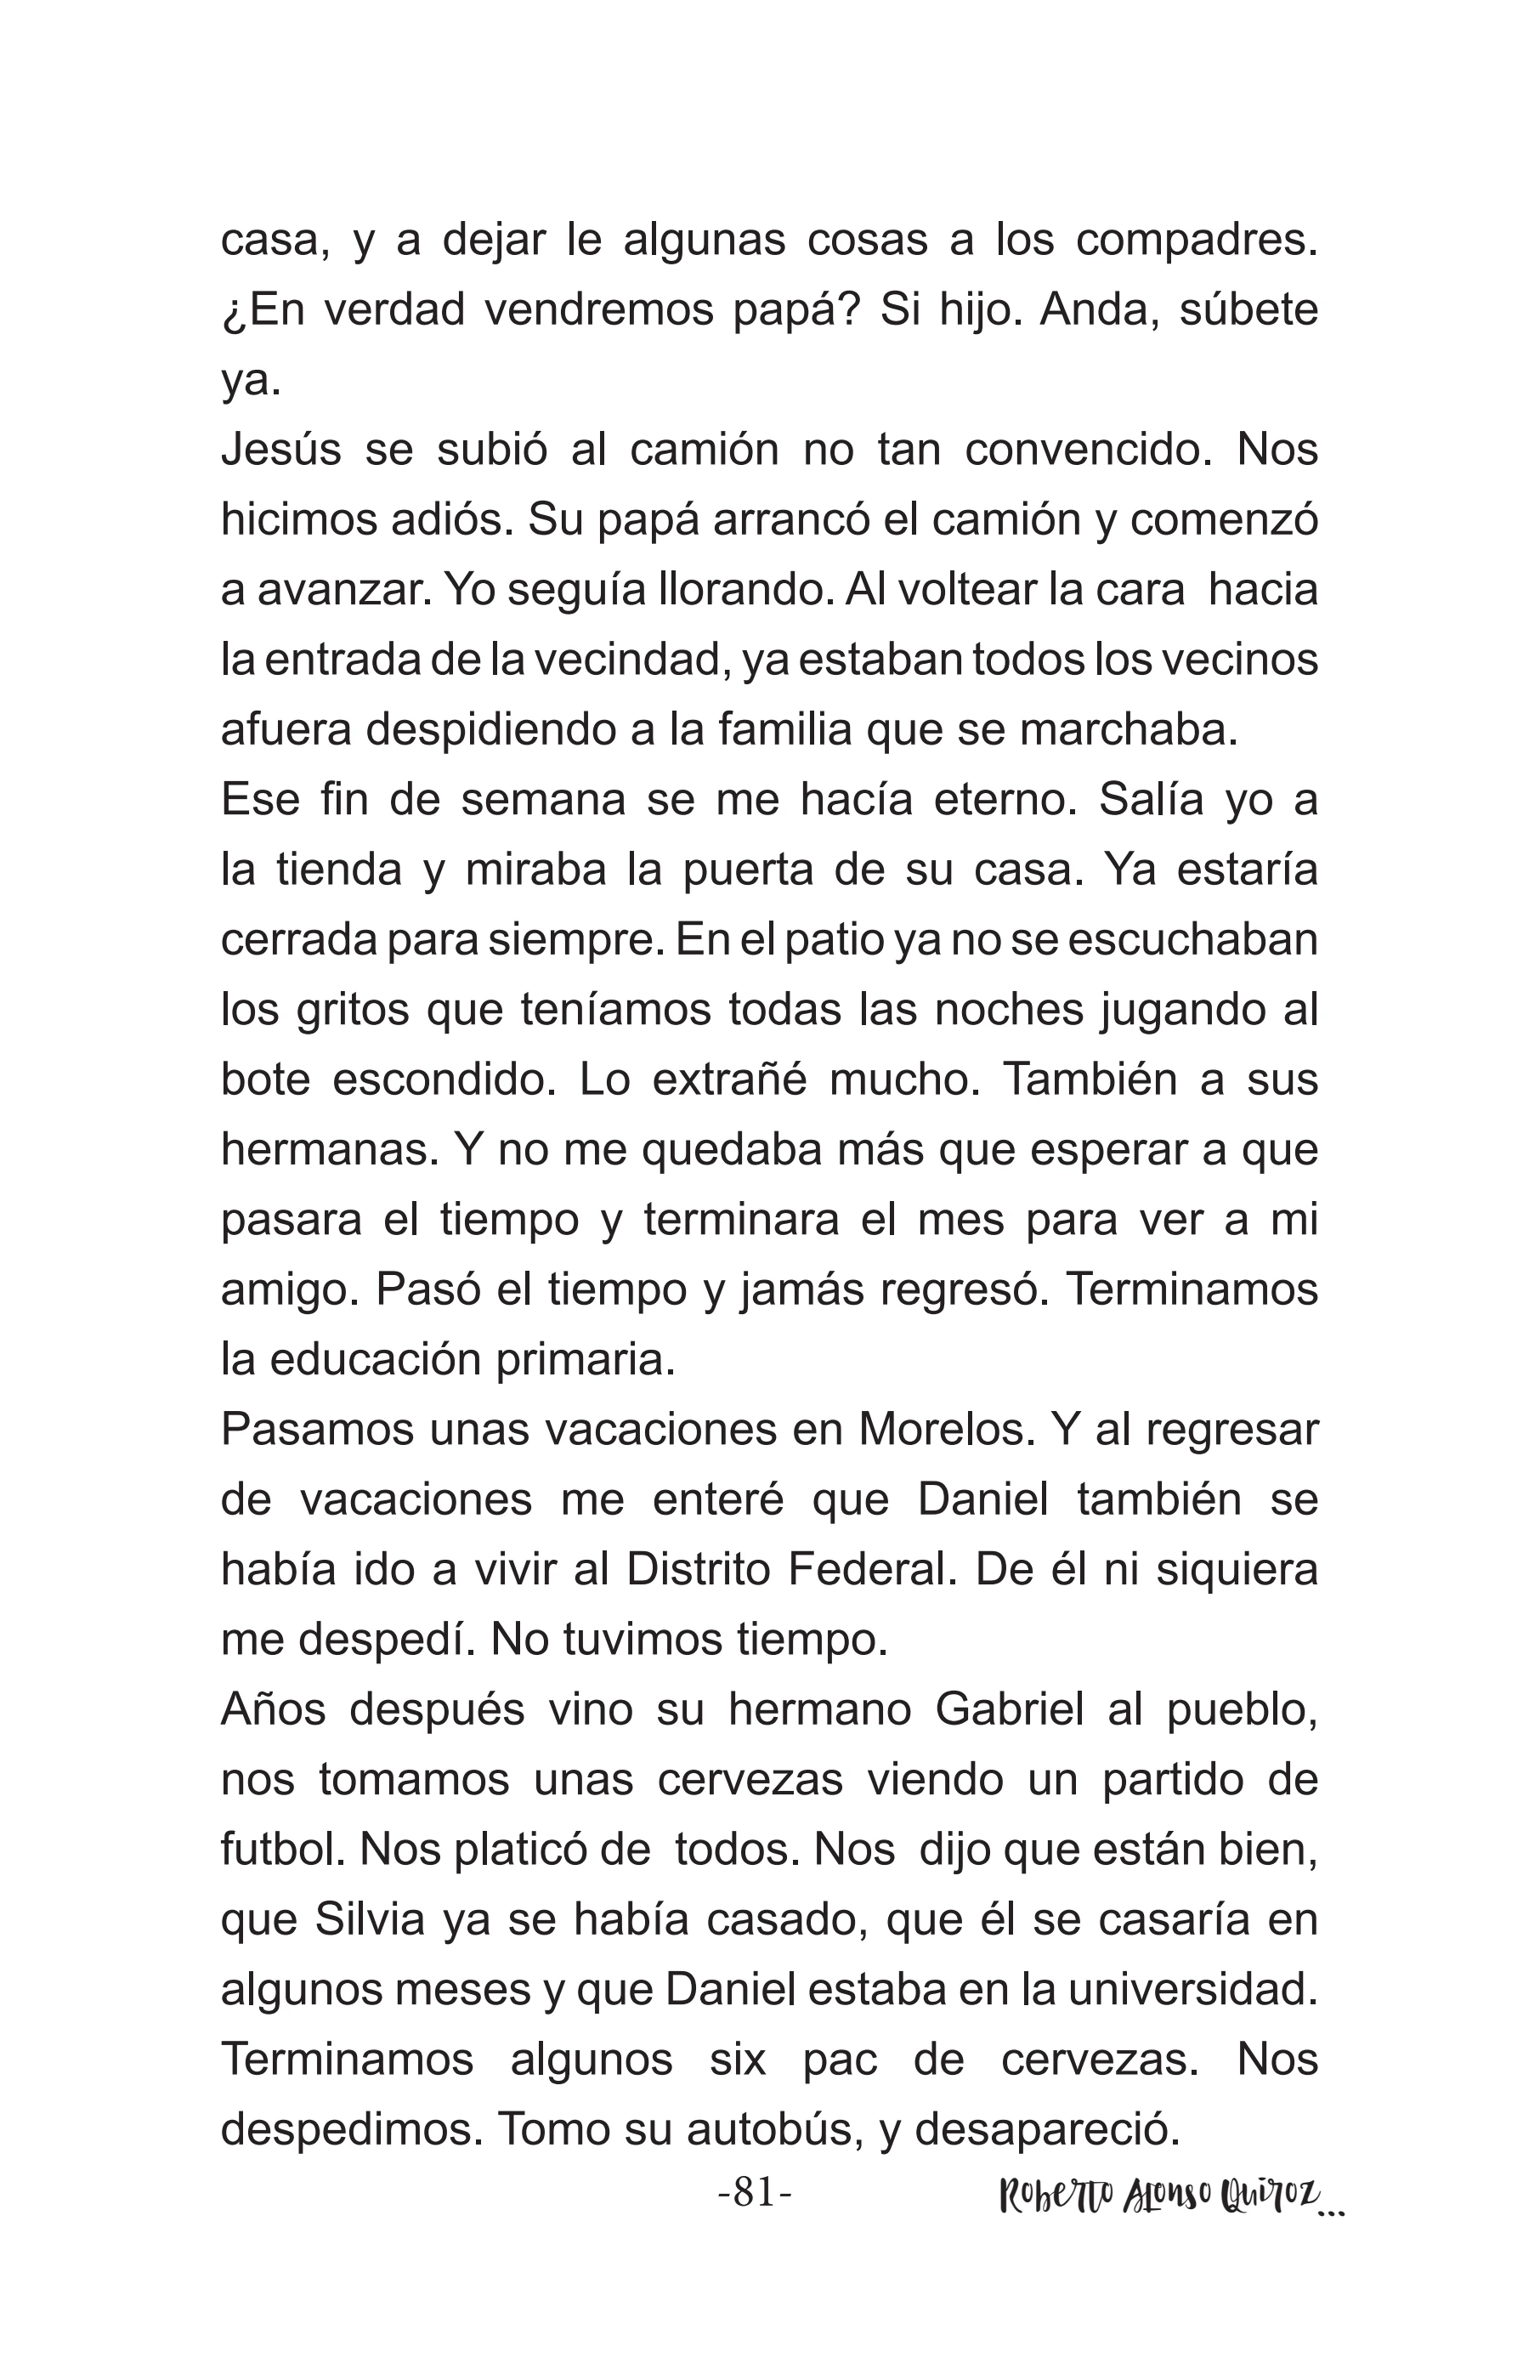 casa, y a dejar le algunas cosas a los compadres.
¿En verdad vendremos papá? Si hijo. Anda, súbete
ya.
Jesús se subió al camión no tan convencido. Nos
hicimos adiós. Su papá arrancó el camión y comenzó
a avanzar. Yo seguía llorando. Al voltear la cara  hacia
la entrada de la vecindad, ya estaban todos los vecinos
afuera despidiendo a la familia que se marchaba.
Ese fin de semana se me hacía eterno. Salía yo a
la tienda y miraba la puerta de su casa. Ya estaría
cerrada para siempre. En el patio ya no se escuchaban
los gritos que teníamos todas las noches jugando al
bote escondido. Lo extrañé mucho. También a sus
hermanas. Y no me quedaba más que esperar a que
pasara el tiempo y terminara el mes para ver a mi
amigo. Pasó el tiempo y jamás regresó. Terminamos
la educación primaria.
Pasamos unas vacaciones en Morelos. Y al regresar
de vacaciones me enteré que Daniel también se
había ido a vivir al Distrito Federal. De él ni siquiera
me despedí. No tuvimos tiempo.
Años después vino su hermano Gabriel al pueblo,
nos tomamos unas cervezas viendo un partido de
futbol. Nos platicó de  todos. Nos  dijo que están bien,
que Silvia ya se había casado, que él se casaría en
algunos meses y que Daniel estaba en la universidad.
Terminamos algunos six pac de cervezas. Nos
despedimos. Tomo su autobús, y desapareció.
-81-
Roberto Alonso Quiroz...